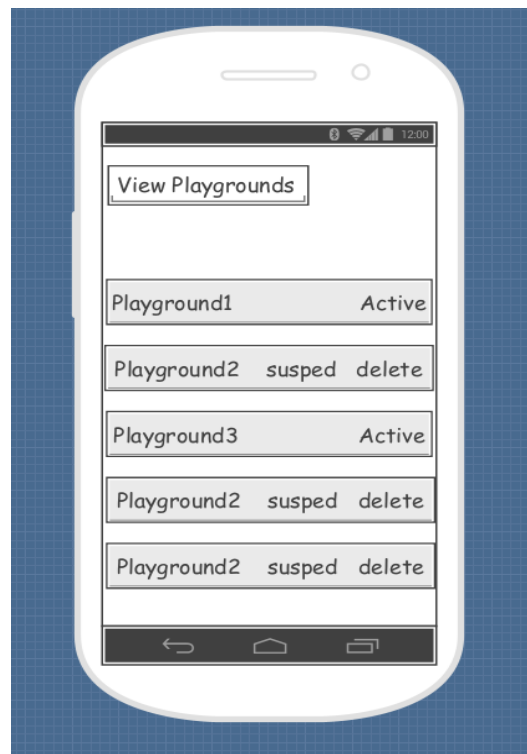 12:00
View Playgrounds
Playground1 Active
Playground2 susped delete
Playground3 Active
Playground2 susped delete
Playground2 susped delete